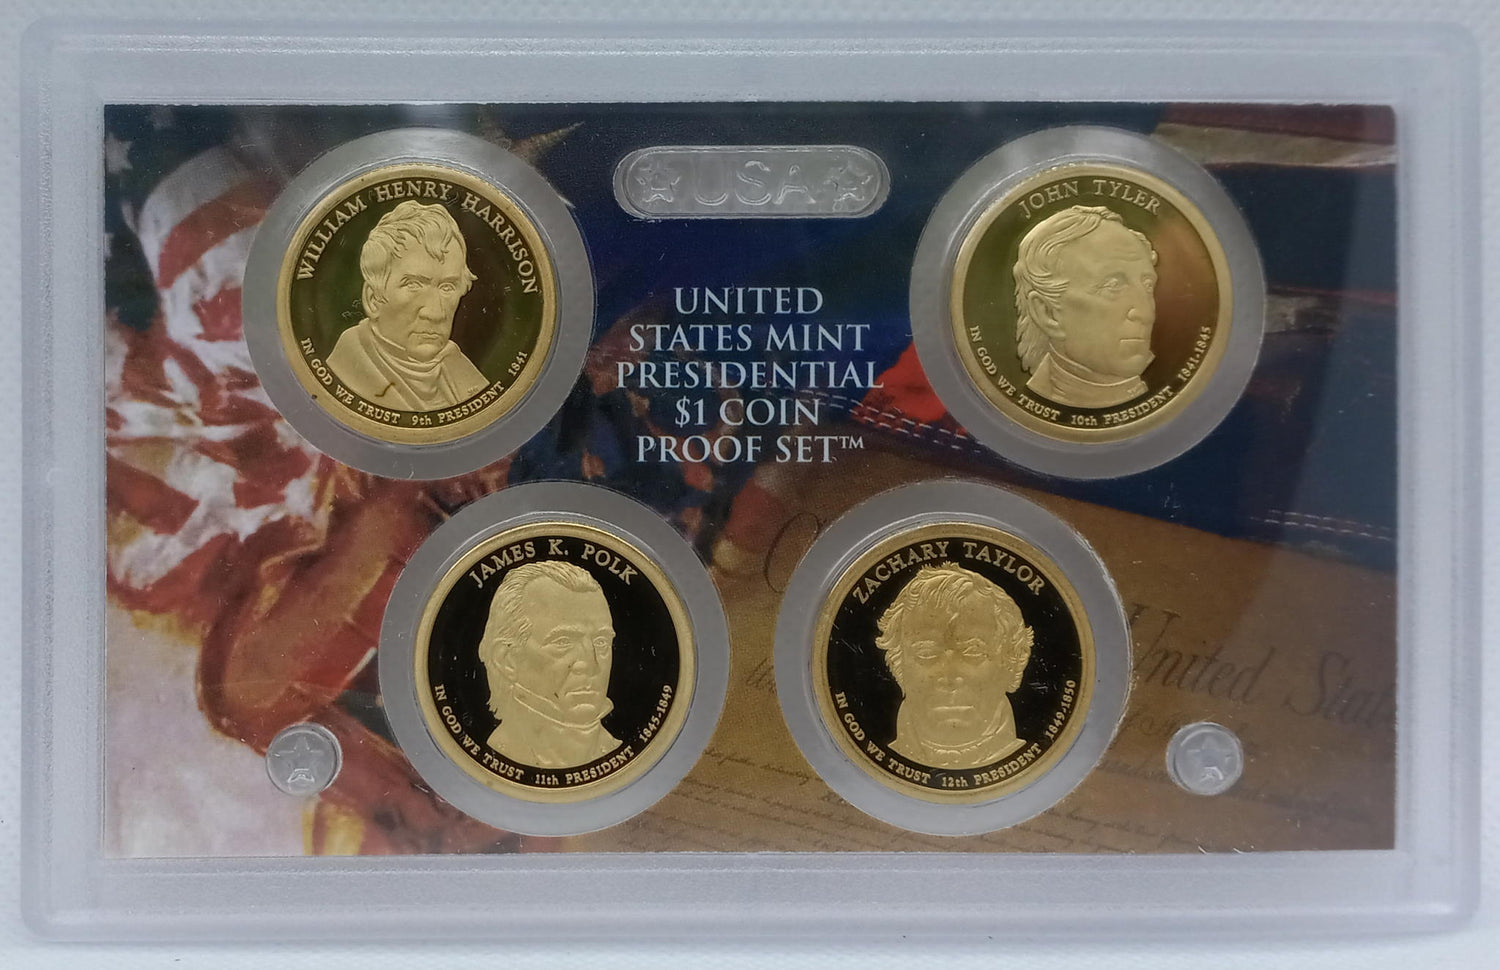 WILLIAM HENRY HARRISON
IN GOD WE TRUST 9th PRESIDENT 1841
USA
JOHN TYLER
IN GOD WE TRUST 10th PRESIDENT 1841-1845
UNITED
STATES MINT
PRESIDENTIAL
$1 COIN
PROOF SET™
JAMES K. POLK
IN GOD WE TRUST 11th PRESIDENT 1845-1849
ZACHARY TAYLOR
IN GOD WE TRUST 12th PRESIDENT 1849-1850
United Stat